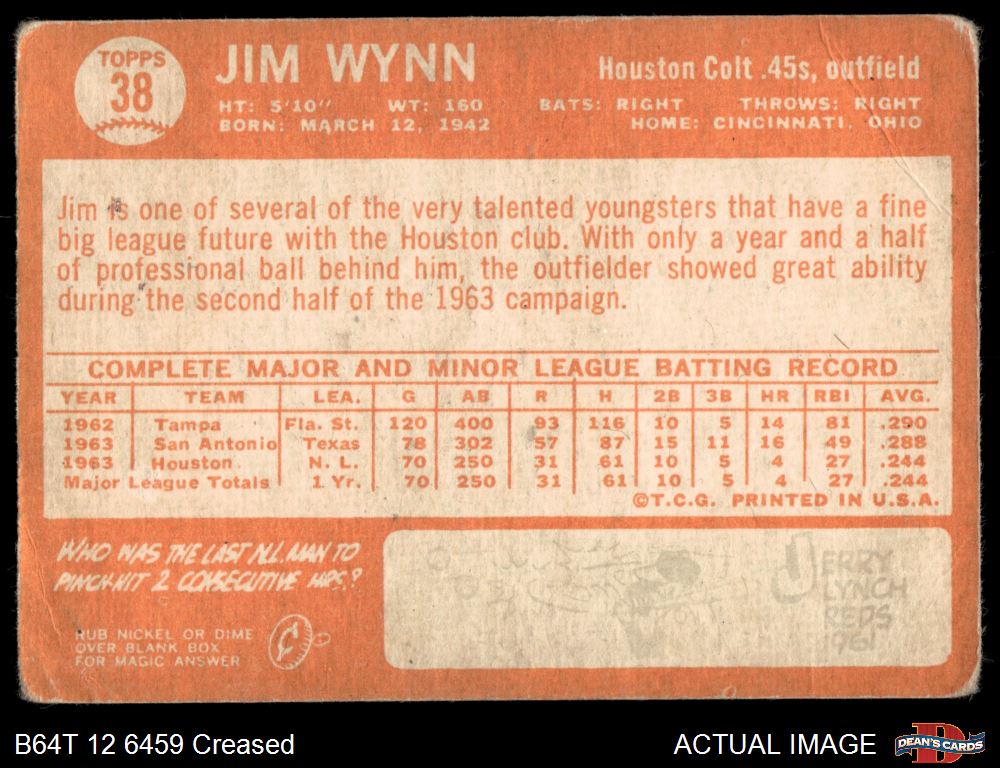 TOPPS
38
JIM WYNN
Houston Colt .45s, outfield
HT: 5'10" WT: 160 BATS: RIGHT THROWS: RIGHT
BORN: MARCH 12, 1942 HOME: CINCINNATI, OHIO
Jim is one of several of the very talented youngsters that have a fine
big league future with the Houston club. With only a year and a half
of professional ball behind him, the outfielder showed great ability
during the second half of the 1963 campaign.
COMPLETE MAJOR AND MINOR LEAGUE BATTING RECORD
YEAR TEAM LEA. G AB R H 2B 3B HR RBI AVG.
1962 Tampa Fla. St. 120 400 93 116 10 5 14 81 .290
1963 San Antonio Texas 78 302 57 87 15 11 16 49 .288
1963 Houston N. L. 70 250 31 61 10 5 4 27 .244
Major League Totals 1 Yr. 70 250 31 61 10 5 4 27 .244
©T.C.G. PRINTED IN U.S.A.
WHO WAS THE LAST N.L. MAN TO
PINCH-HIT 2 CONSECUTIVE HRS.?
RUB NICKEL OR DIME
OVER BLANK BOX
FOR MAGIC ANSWER
JERRY
LYNCH
REDS
1961
B64T 12 6459 Creased
ACTUAL IMAGE
DEAN'S CARDS